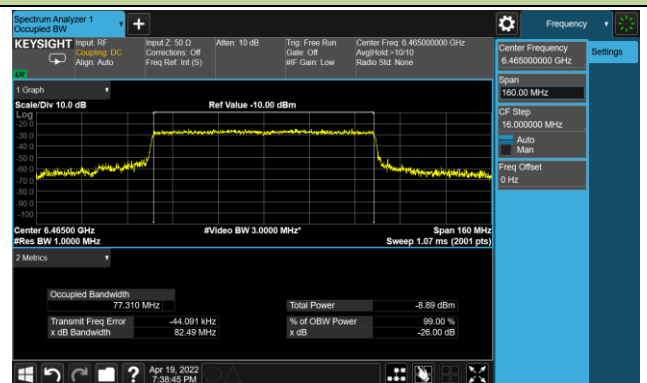 Spectrum Analyzer 1
Occupied BW
+
Frequency
KEYSIGHT
Input: RF
Coupling: DC
Align: Auto
Input Z: 50 Ω
Corrections: Off
Freq Ref: Int (S)
Atten: 10 dB
Trig: Free Run
Gate: Off
#IF Gain: Low
Center Freq: 6.465000000 GHz
Avg|Hold:>10/10
Radio Std: None
LW
Center Frequency
6.465000000 GHz
Settings
Span
160.00 MHz
CF Step
16.000000 MHz
Auto
Man
Freq Offset
0 Hz
1 Graph
Scale/Div 10.0 dB
Ref Value -10.00 dBm
Log
-20.0
-30.0
-40.0
-50.0
-60.0
-70.0
-80.0
-90.0
-100
Center 6.46500 GHz
#Video BW 3.0000 MHz*
Span 160 MHz
#Res BW 1.0000 MHz
Sweep 1.07 ms (2001 pts)
2 Metrics
Occupied Bandwidth
77.310 MHz
Total Power
-8.89 dBm
Transmit Freq Error
-44.091 kHz
% of OBW Power
99.00 %
x dB Bandwidth
82.49 MHz
x dB
-26.00 dB
?
Apr 19, 2022
7:38:45 PM